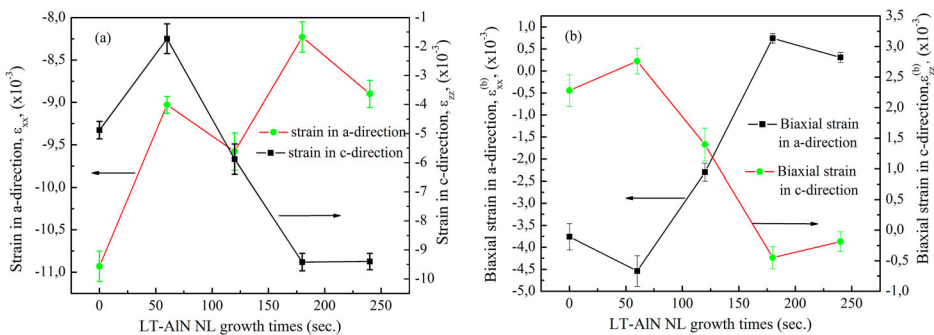 (a)
Strain in a-direction, εxx, (x10⁻³)
-8,0
-8,5
-9,0
-9,5
-10,0
-10,5
-11,0
strain in a-direction
strain in c-direction
-1
-2
-3
-4
-5
-6
-7
-8
-9
-10
Strain in c-direction, εzz, (x10⁻³)
0 50 100 150 200 250
LT-AlN NL growth times (sec.)
(b)
Biaxial strain in a-direction, εxx⁽ᵇ⁾ (x10⁻³)
1,0
0,5
0,0
-0,5
-1,0
-1,5
-2,0
-2,5
-3,0
-3,5
-4,0
-4,5
-5,0
Biaxial strain
in a-direction
Biaxial strain
in c-direction
3,5
3,0
2,5
2,0
1,5
1,0
0,5
0,0
-0,5
-1,0
Biaxial strain in c-direction,εzz⁽ᵇ⁾ (x10⁻³)
0 50 100 150 200 250
LT-AlN NL growth times (sec.)